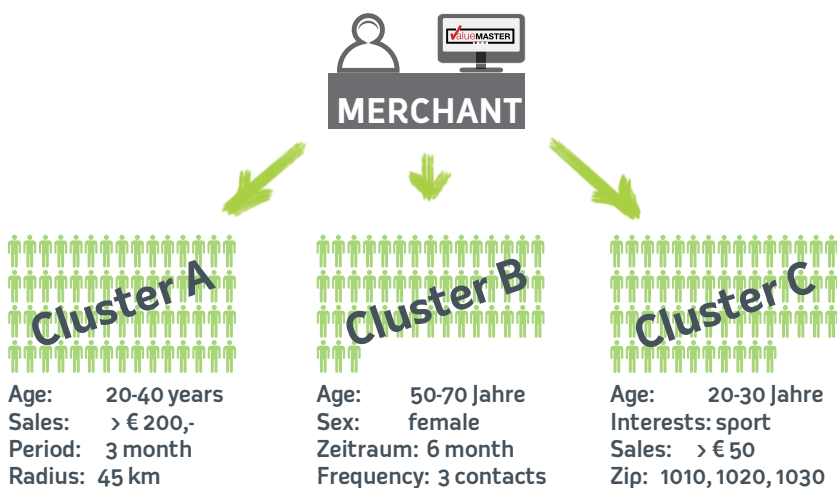 valueMASTER
MERCHANT
Cluster A
Age: 20-40 years
Sales: > € 200,-
Period: 3 month
Radius: 45 km
Cluster B
Age: 50-70 Jahre
Sex: female
Zeitraum: 6 month
Frequency: 3 contacts
Cluster C
Age: 20-30 Jahre
Interests: sport
Sales: > € 50
Zip: 1010, 1020, 1030